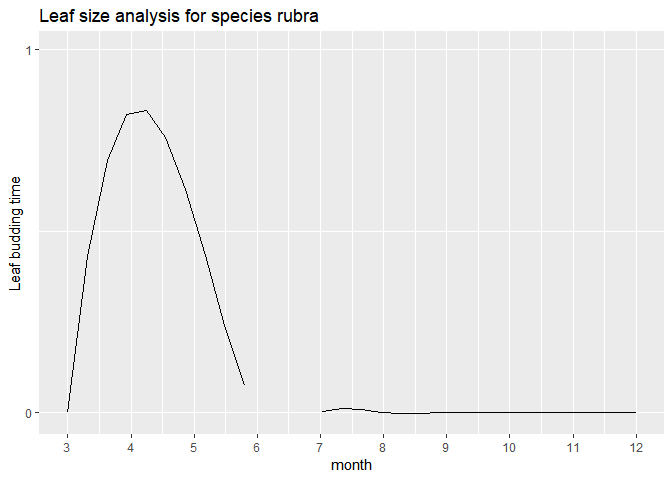 Leaf size analysis for species rubra
1
Leaf budding time
0
3 4 5 6 7 8 9 10 11 12
month